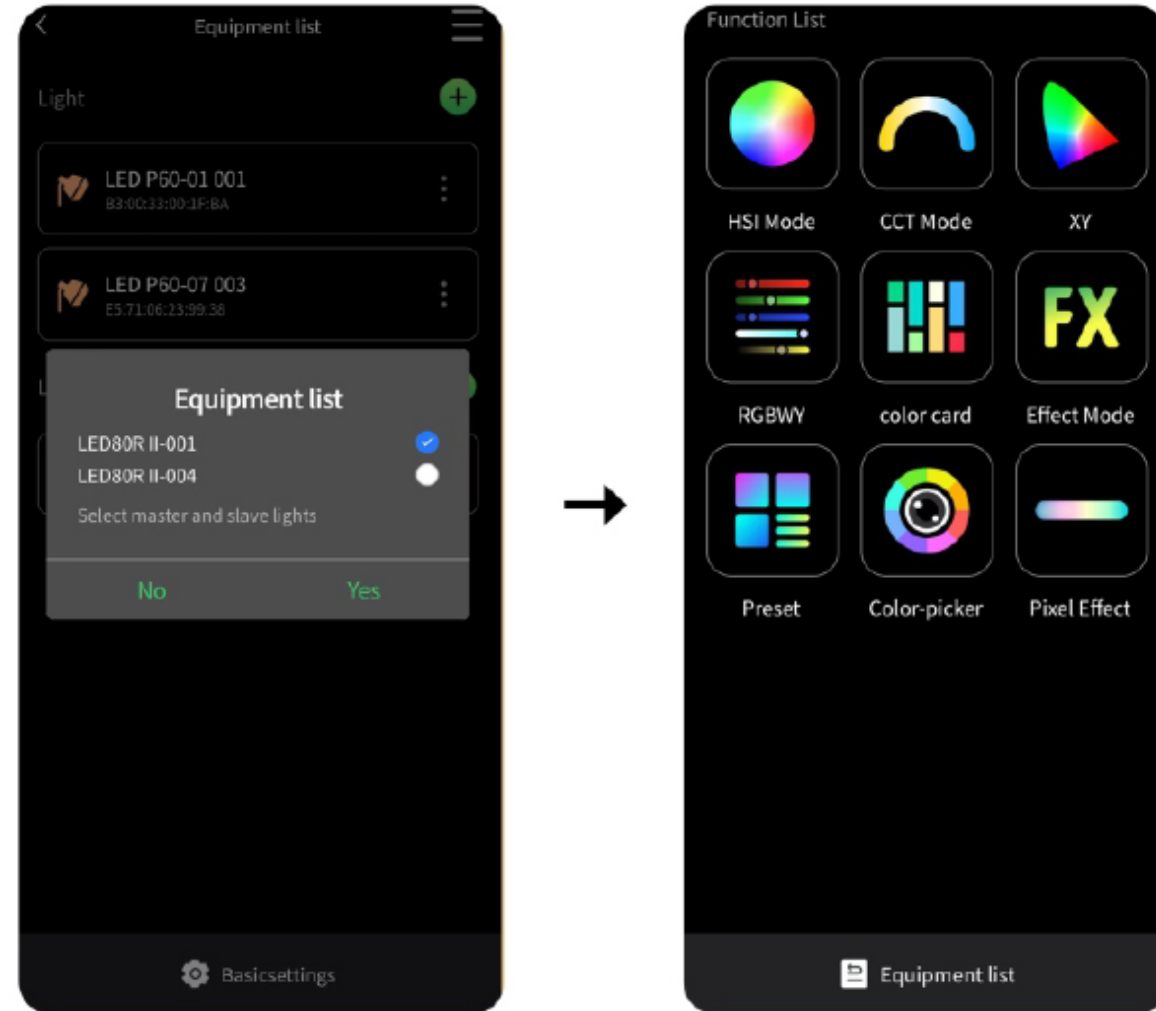 Equipment list
Light
LED P60-01 001
B3:00:33:00:1F:BA
LED P60-07 003
E5:71:06:23:99:38
L
Equipment list
LED80R II-001
LED80R II-004
Select master and slave lights
No Yes
Basicsettings
Function List
HSI Mode CCT Mode XY
FX
RGBWY color card Effect Mode
Preset Color-picker Pixel Effect
Equipment list